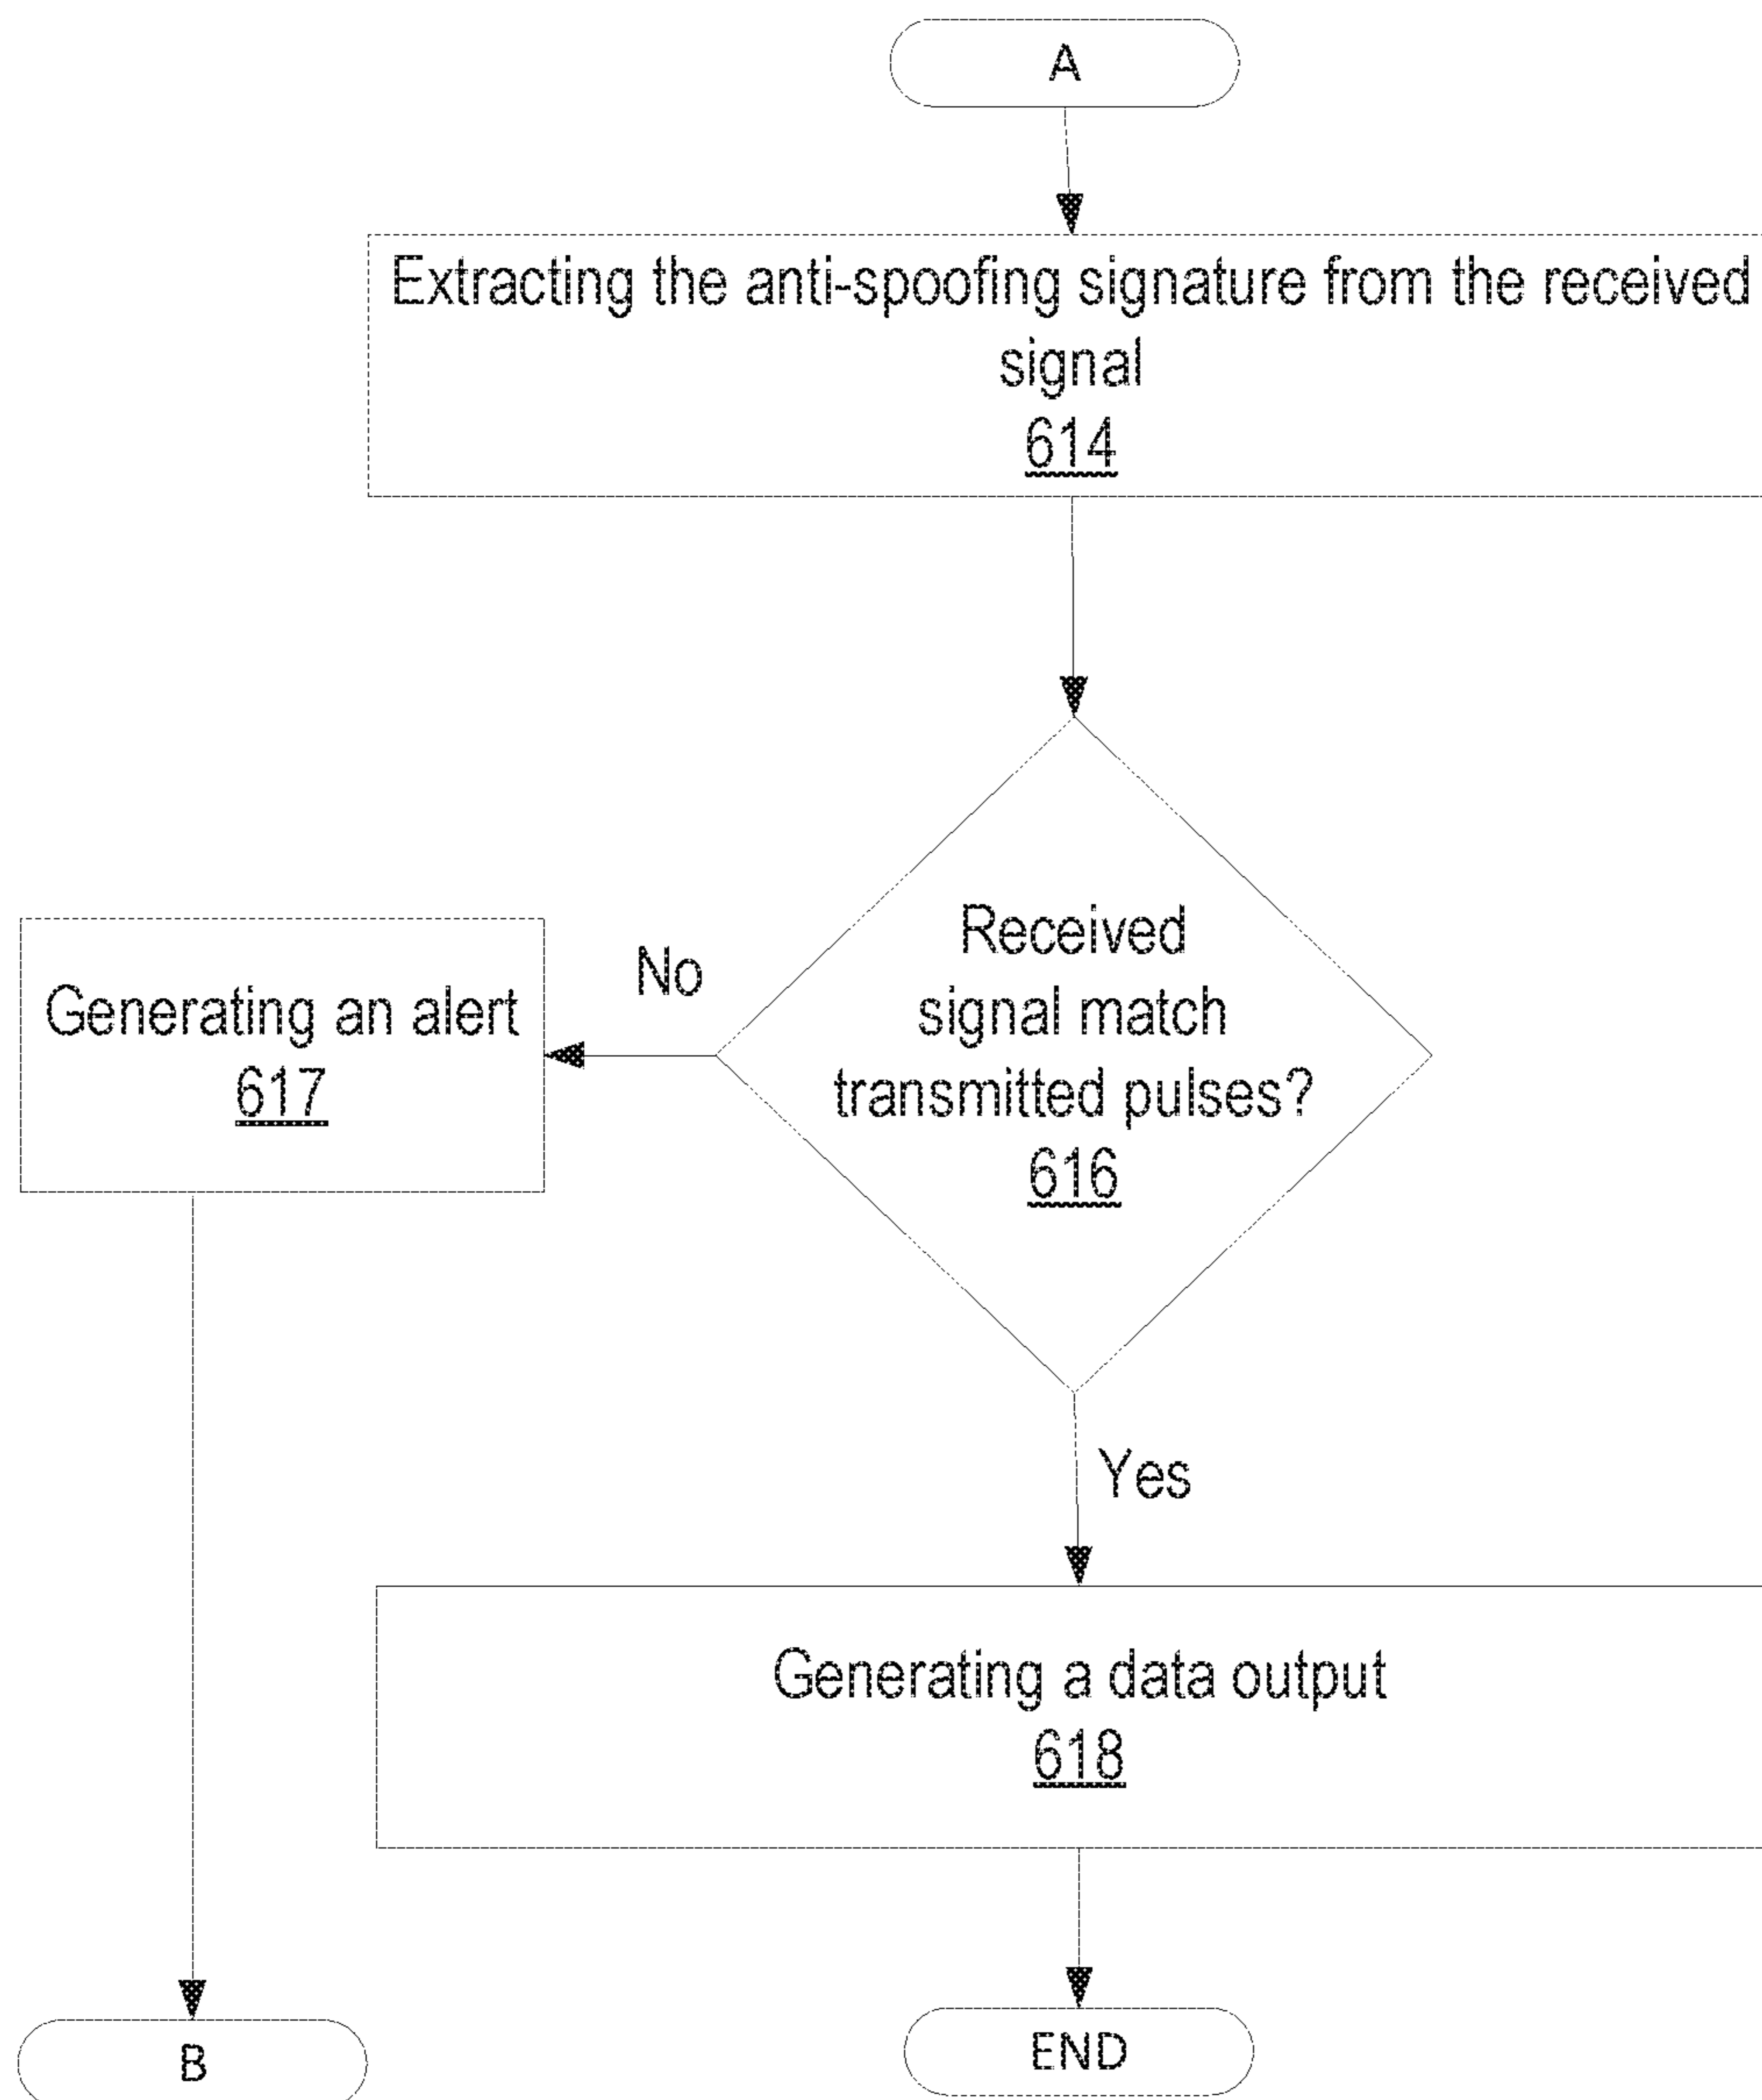 A
Extracting the anti-spoofing signature from the received
signal
614
Received
signal match
transmitted pulses?
616
No
Generating an alert
617
Yes
Generating a data output
618
B
END